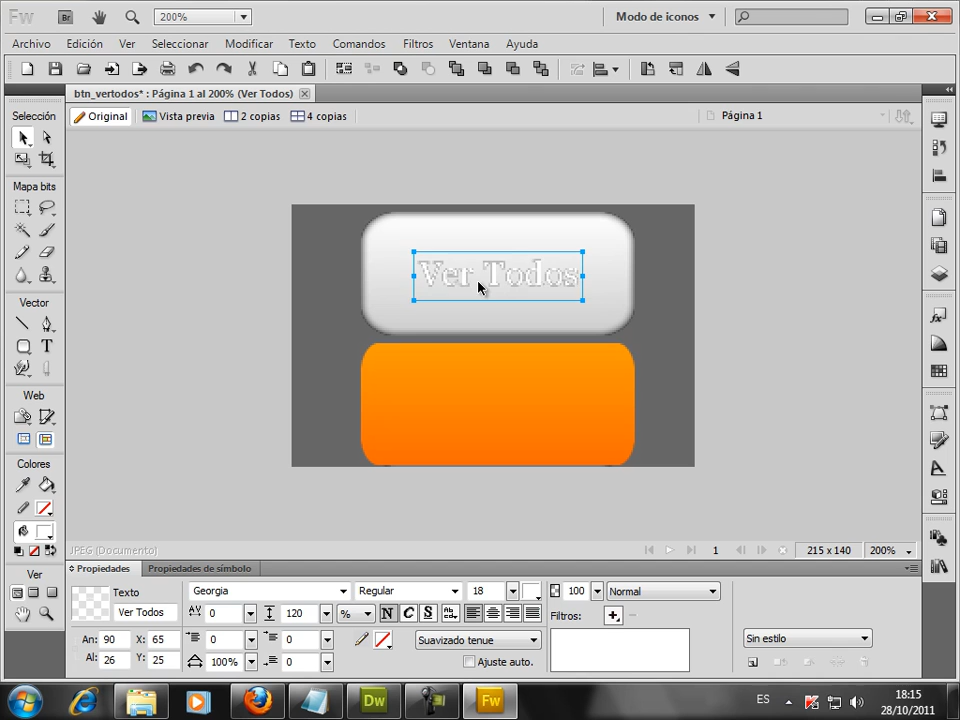 Fw
Br
200%
Modo de iconos
Archivo Edición Ver Seleccionar Modificar Texto Comandos Filtros Ventana Ayuda
btn_vertodos* : Página 1 al 200% (Ver Todos)
Original Vista previa 2 copias 4 copias Página 1
Selección
Mapa bits
Vector
Web
Colores
Ver
Ver Todos
JPEG (Documento) 1 215 x 140 200%
Propiedades Propiedades de símbolo
Texto Georgia Regular 18 100 Normal
Ver Todos 0 120 % N C S Filtros:
An: 90 X: 65 0 0 Suavizado tenue Sin estilo
Al: 26 Y: 25 100% 0 Ajuste auto.
Dw Fw ES 18:15
28/10/2011